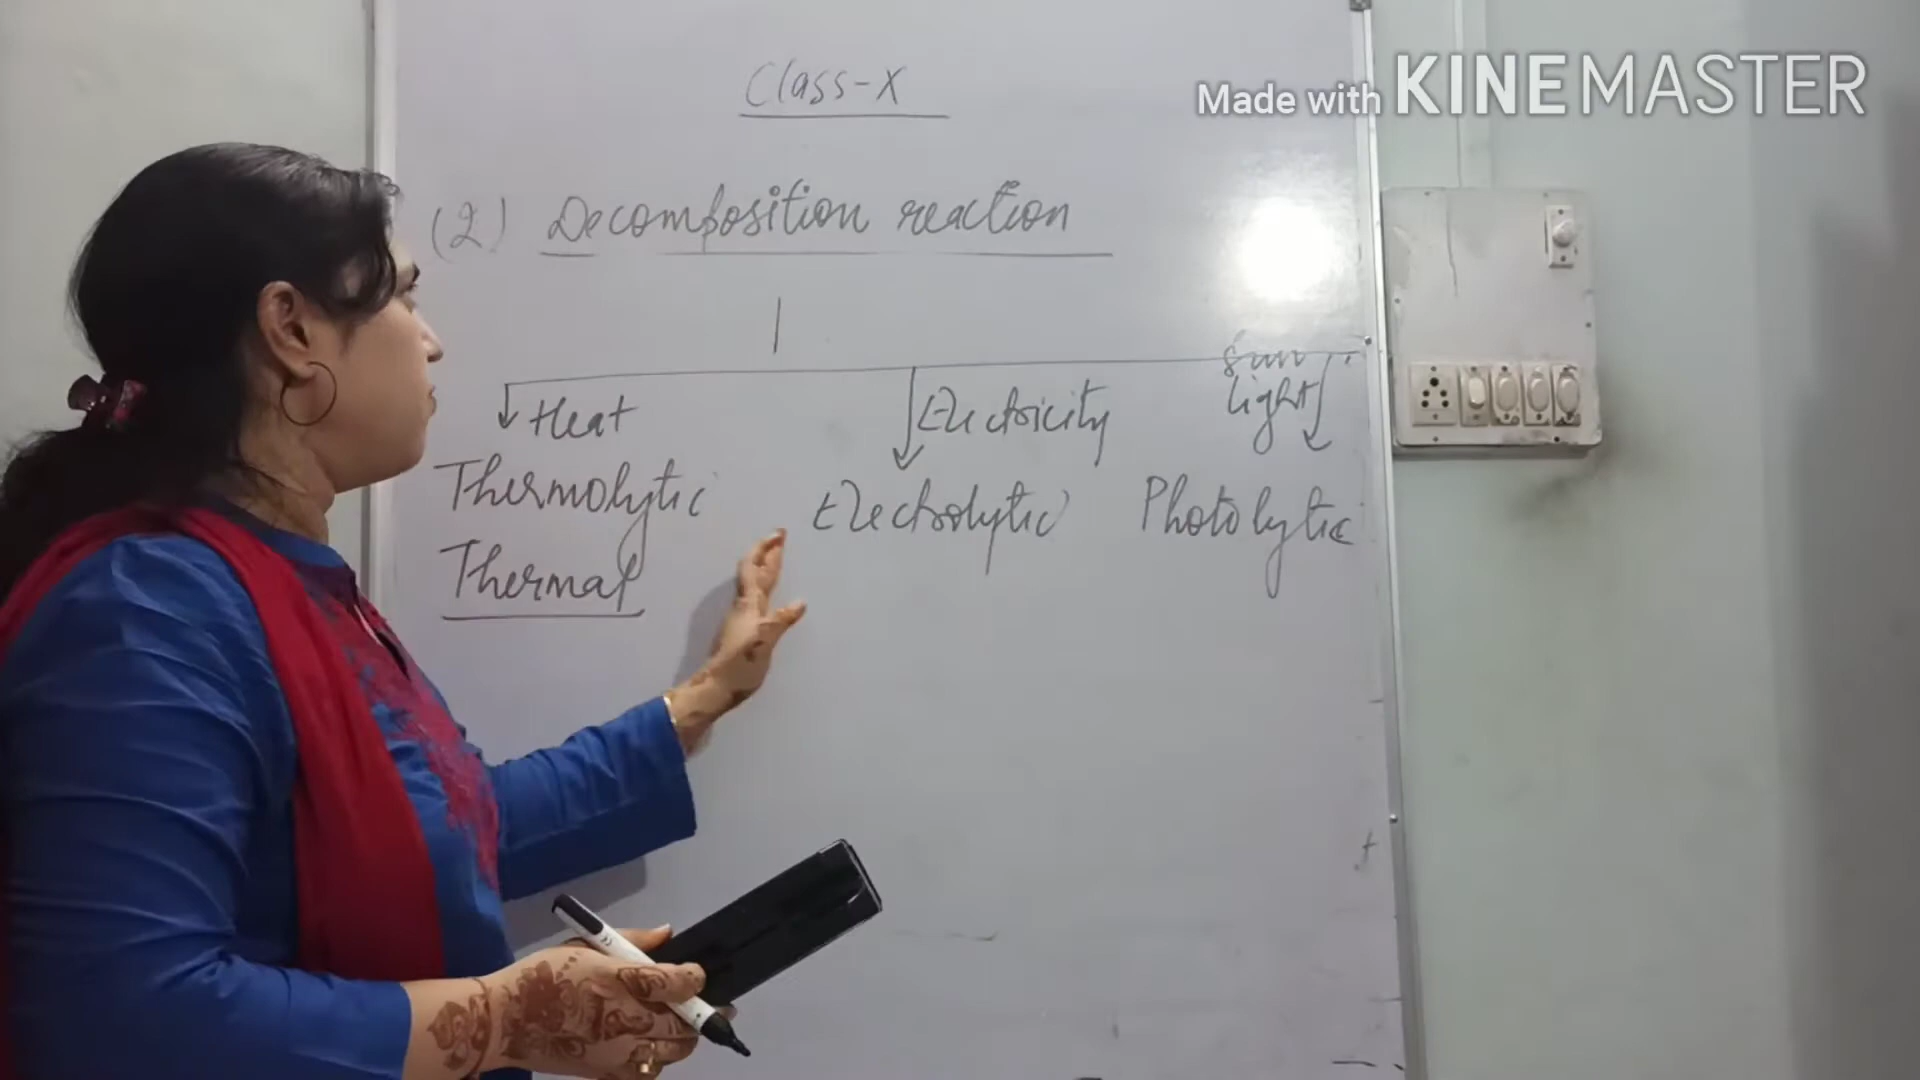 Made with KINEMASTER
Class-X
(2) Decomposition reaction
Heat
Electricity
Sun
light
Thermolytic
Electrolytic
Photolytic
Thermal